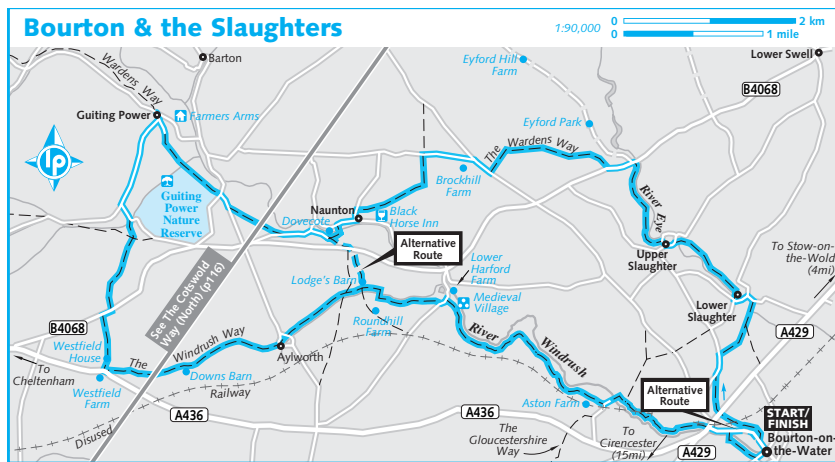 Bourton & the Slaughters
1:90,000
0 2 km
0 1 mile
Barton
Wardens Way
Guiting Power
Farmers Arms
lp
Guiting
Power
Nature
Reserve
Eyford Hill
Farm
Lower Swell
B4068
Eyford Park
The Wardens Way
Brockhill
Farm
River Eye
Naunton
Dovecote
Black
Horse Inn
Alternative
Route
Upper
Slaughter
To Stow-on-
the-Wold
(4mi)
See The Cotswold
Way (North) (p116)
Lodge's Barn
Lower
Harford
Farm
Medieval
Village
Lower
Slaughter
B4068
Roundhill
Farm
A429
Westfield
House
The Windrush Way
Aylworth
River Windrush
To
Cheltenham
Westfield
Farm
Downs Barn
Railway
Disused
A436
A436
Aston Farm
Alternative
Route
START/
FINISH
Bourton-on-
the-Water
The
Gloucestershire
Way
To
Cirencester
(15mi)
A429